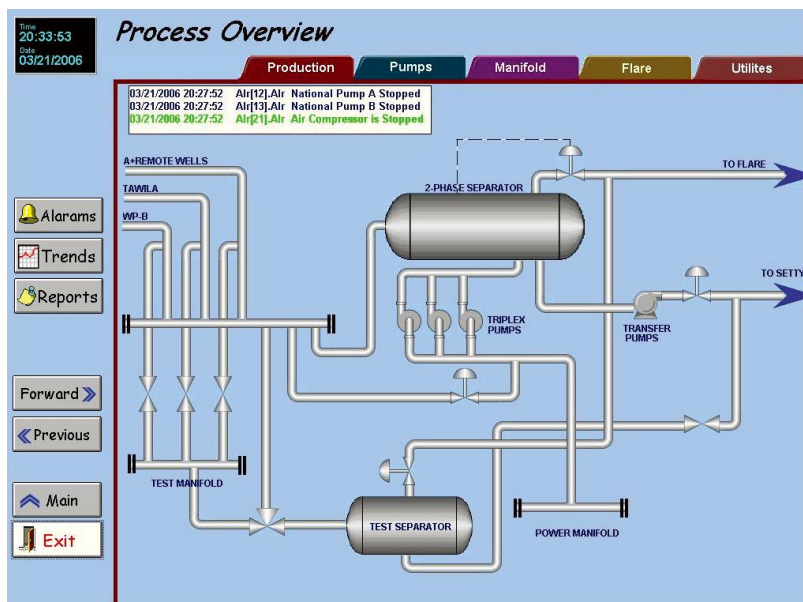 Time
20:33:53
Date
03/21/2006
Process Overview
Production
Pumps
Manifold
Flare
Utilites
03/21/2006 20:27:52 Alr[12].Alr National Pump A Stopped
03/21/2006 20:27:52 Alr[13].Alr National Pump B Stopped
03/21/2006 20:27:52 Alr[21].Alr Air Compressor is Stopped
A+REMOTE WELLS
TAWILA
WP-B
2-PHASE SEPARATOR
TO FLARE
TO SETTY
TRIPLEX
PUMPS
TRANSFER
PUMPS
TEST MANIFOLD
TEST SEPARATOR
POWER MANIFOLD
Alarams
Trends
Reports
Forward
Previous
Main
Exit